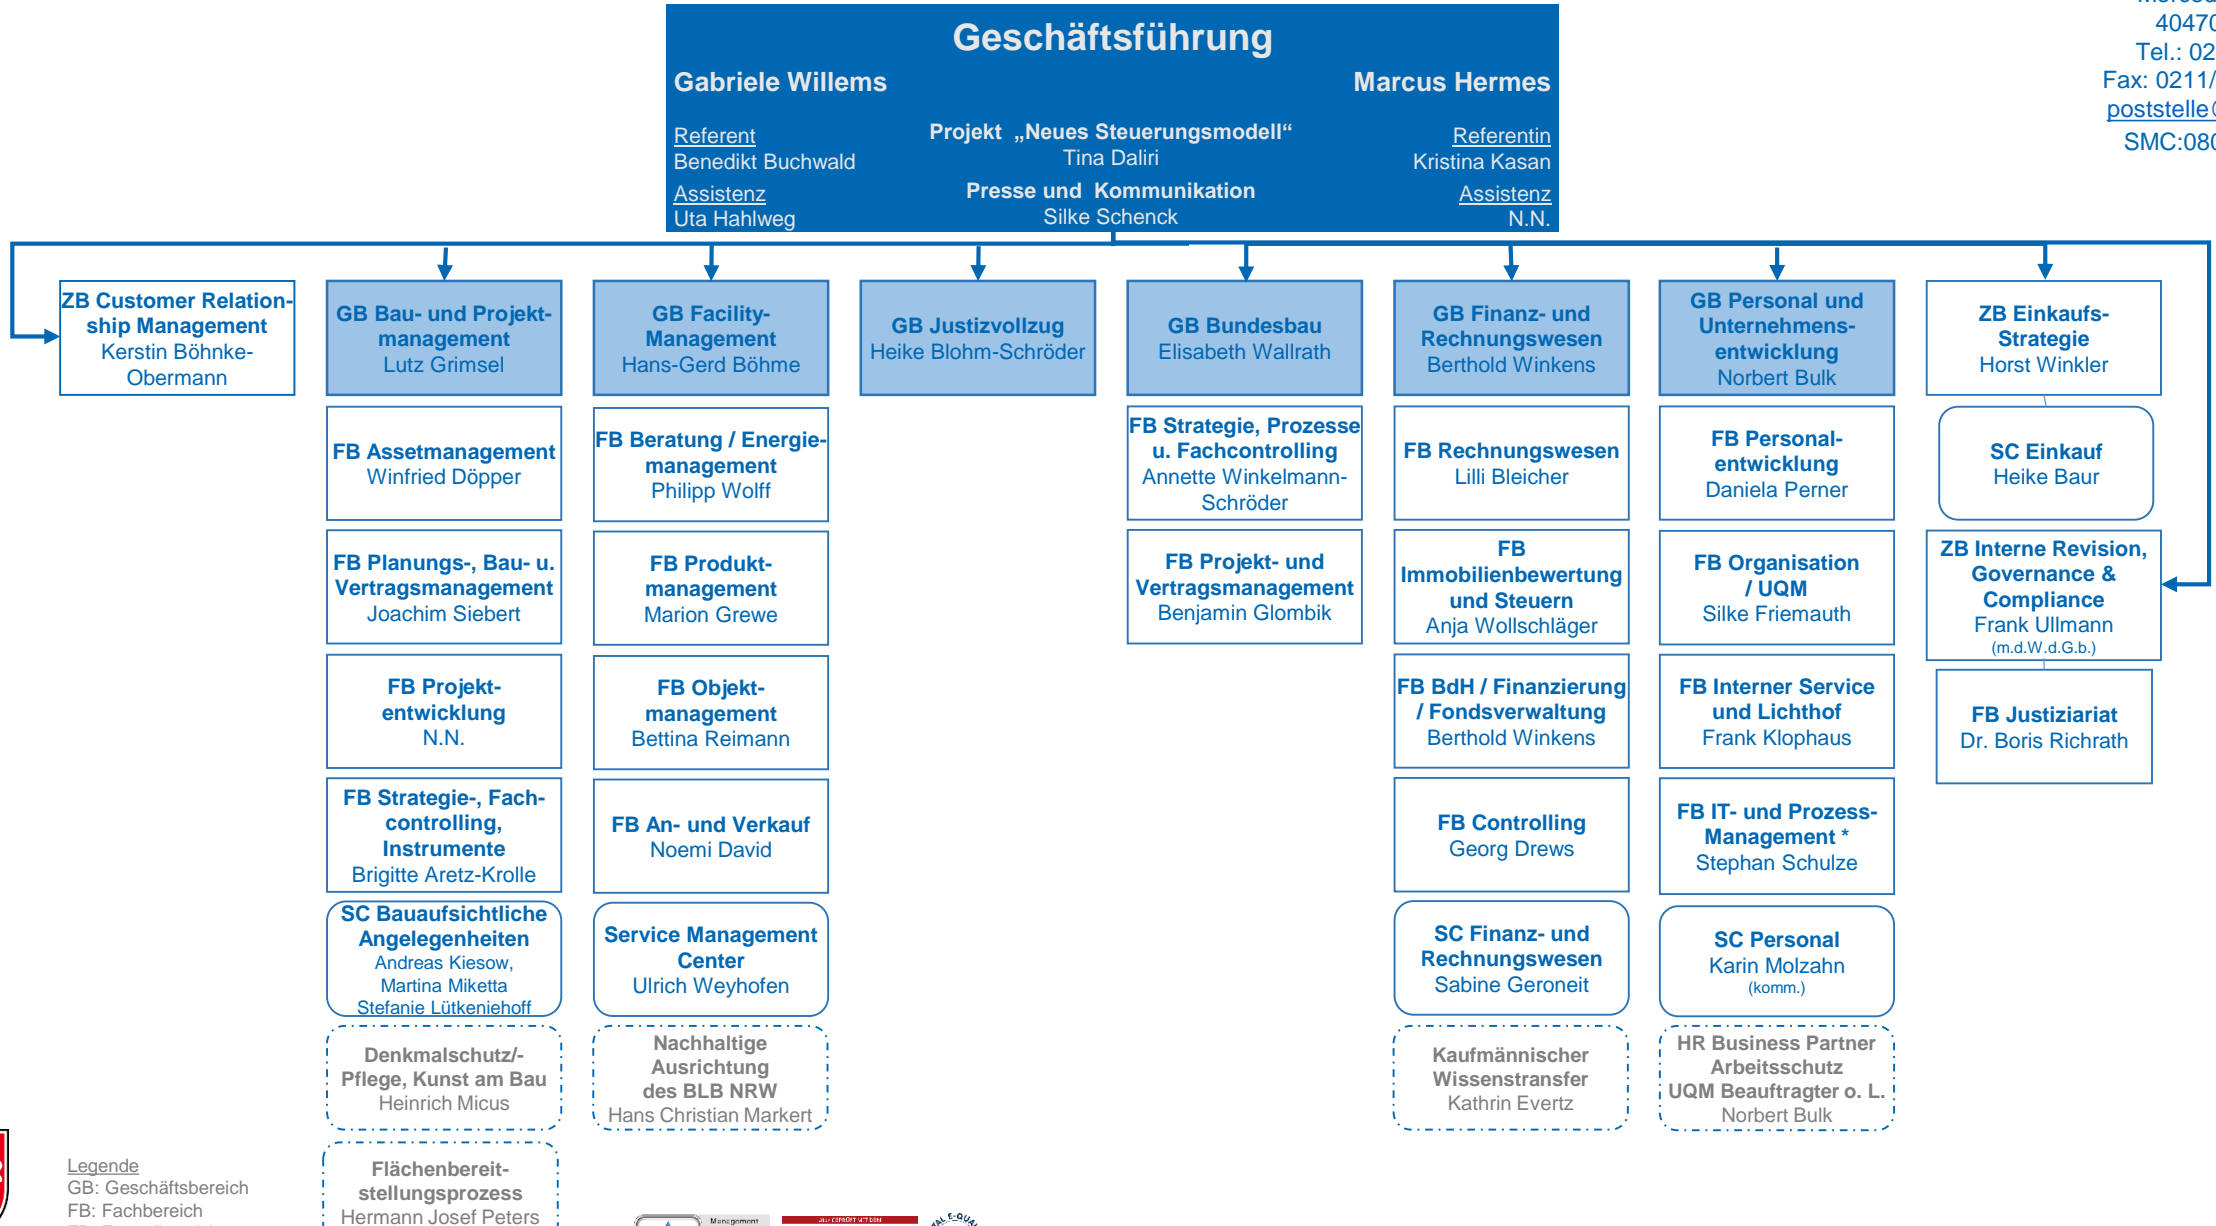 Geschäftsführung
Gabriele Willems
Marcus Hermes
Referent
Benedikt Buchwald
Assistenz
Uta Hahlweg
Projekt „Neues Steuerungsmodell“
Tina Daliri
Presse und Kommunikation
Silke Schenck
Referentin
Kristina Kasan
Assistenz
N.N.
40470
Tel.: 02
Fax: 0211/
poststelle@
SMC:080
ZB Customer Relation-
ship Management
Kerstin Böhnke-
Obermann
GB Bau- und Projekt-
management
Lutz Grimsel
FB Assetmanagement
Winfried Döpper
FB Planungs-, Bau- u.
Vertragsmanagement
Joachim Siebert
FB Projekt-
entwicklung
N.N.
FB Strategie-, Fach-
controlling,
Instrumente
Brigitte Aretz-Krolle
SC Bauaufsichtliche
Angelegenheiten
Andreas Kiesow,
Martina Miketta
Stefanie Lütkeniehoff
Denkmalschutz/-
Pflege, Kunst am Bau
Heinrich Micus
Flächenbereit-
stellungsprozess
Hermann Josef Peters
GB Facility-
Management
Hans-Gerd Böhme
FB Beratung / Energie-
management
Philipp Wolff
FB Produkt-
management
Marion Grewe
FB Objekt-
management
Bettina Reimann
FB An- und Verkauf
Noemi David
Service Management
Center
Ulrich Weyhofen
Nachhaltige
Ausrichtung
des BLB NRW
Hans Christian Markert
GB Justizvollzug
Heike Blohm-Schröder
GB Bundesbau
Elisabeth Wallrath
FB Strategie, Prozesse
u. Fachcontrolling
Annette Winkelmann-
Schröder
FB Projekt- und
Vertragsmanagement
Benjamin Glombik
GB Finanz- und
Rechnungswesen
Berthold Winkens
FB Rechnungswesen
Lilli Bleicher
FB
Immobilienbewertung
und Steuern
Anja Wollschläger
FB BdH / Finanzierung
/ Fondsverwaltung
Berthold Winkens
FB Controlling
Georg Drews
SC Finanz- und
Rechnungswesen
Sabine Geroneit
Kaufmännischer
Wissenstransfer
Kathrin Evertz
GB Personal und
Unternehmens-
entwicklung
Norbert Bulk
FB Personal-
entwicklung
Daniela Perner
FB Organisation
/ UQM
Silke Friemauth
FB Interner Service
und Lichthof
Frank Klophaus
FB IT- und Prozess-
Management *
Stephan Schulze
SC Personal
Karin Molzahn
(komm.)
HR Business Partner
Arbeitsschutz
UQM Beauftragter o. L.
Norbert Bulk
ZB Einkaufs-
Strategie
Horst Winkler
SC Einkauf
Heike Baur
ZB Interne Revision,
Governance &
Compliance
Frank Ullmann
(m.d.W.d.G.b.)
FB Justiziariat
Dr. Boris Richrath
Legende
GB: Geschäftsbereich
FB: Fachbereich
Management